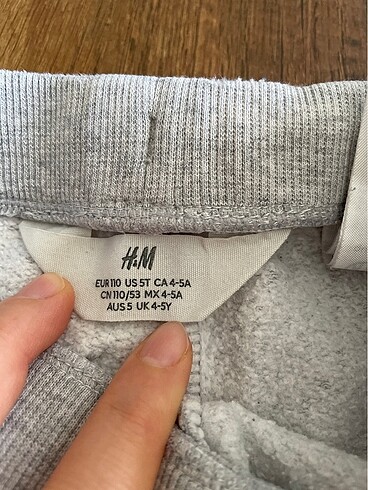 H&M
EUR 110 US 5T CA 4-5A
CN 110/53 MX 4-5A
AUS 5 UK 4-5Y